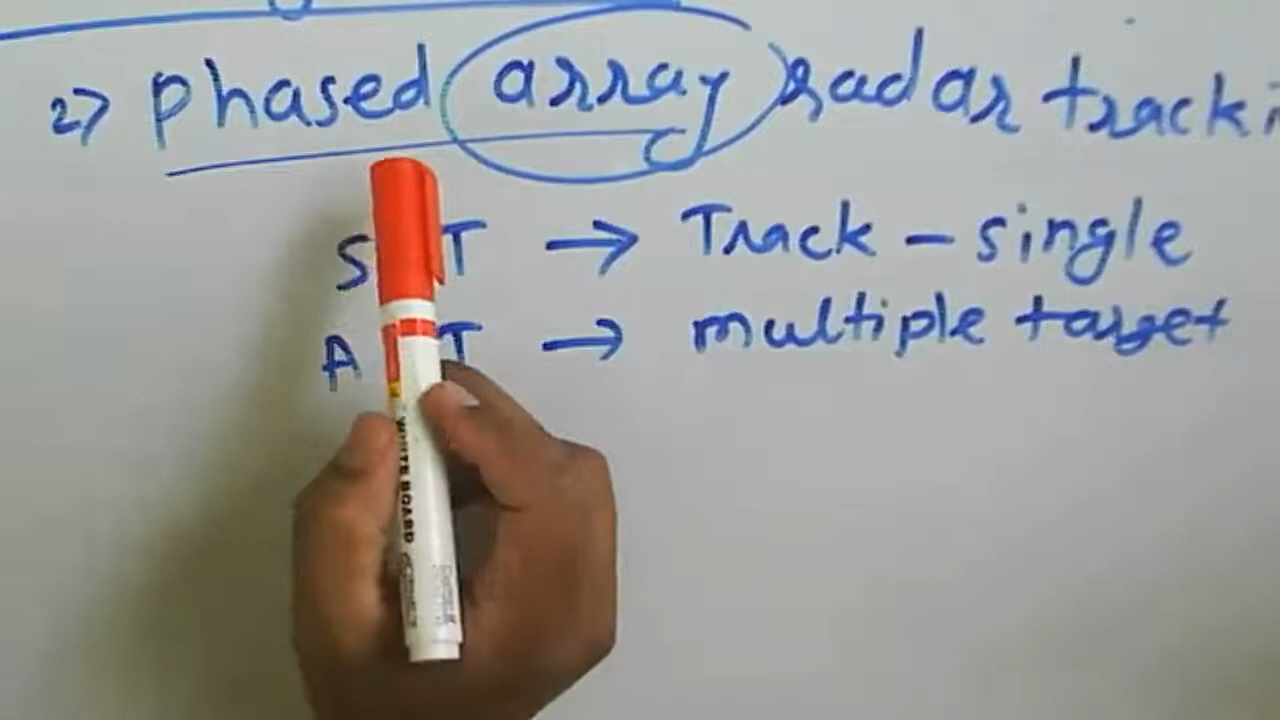 2) phased array radar tracki
S T → Track - single
A T → multiple target
WHITE BOARD